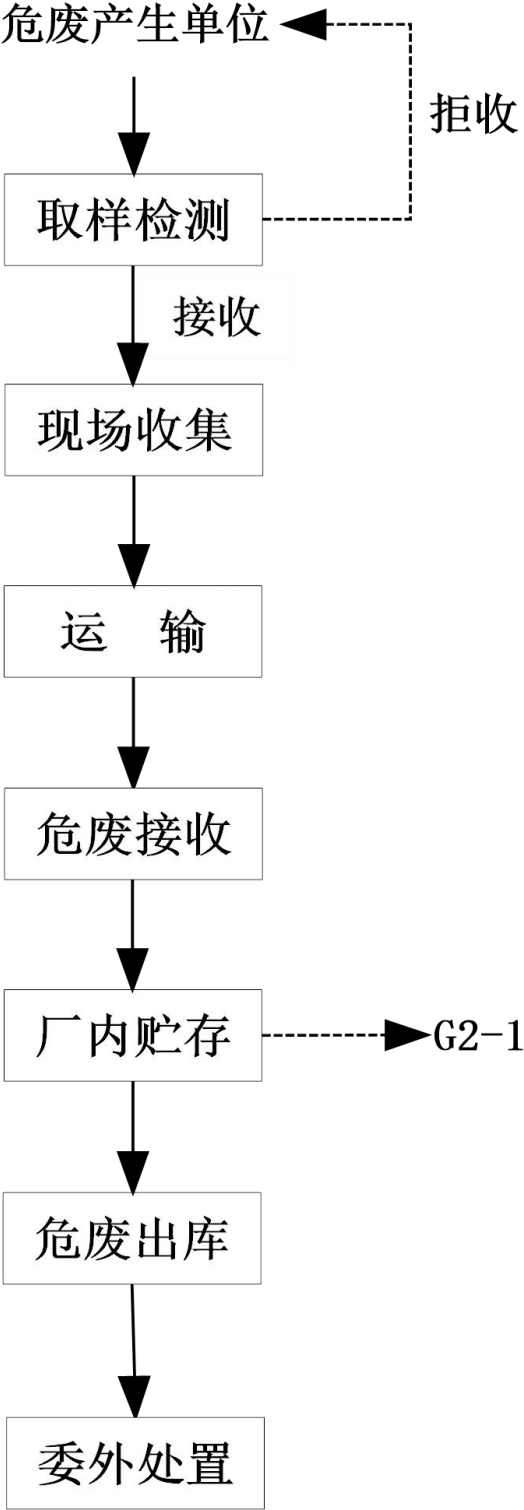 危废产生单位
拒收
取样检测
接收
现场收集
运 输
危废接收
厂内贮存
G2-1
危废出库
委外处置